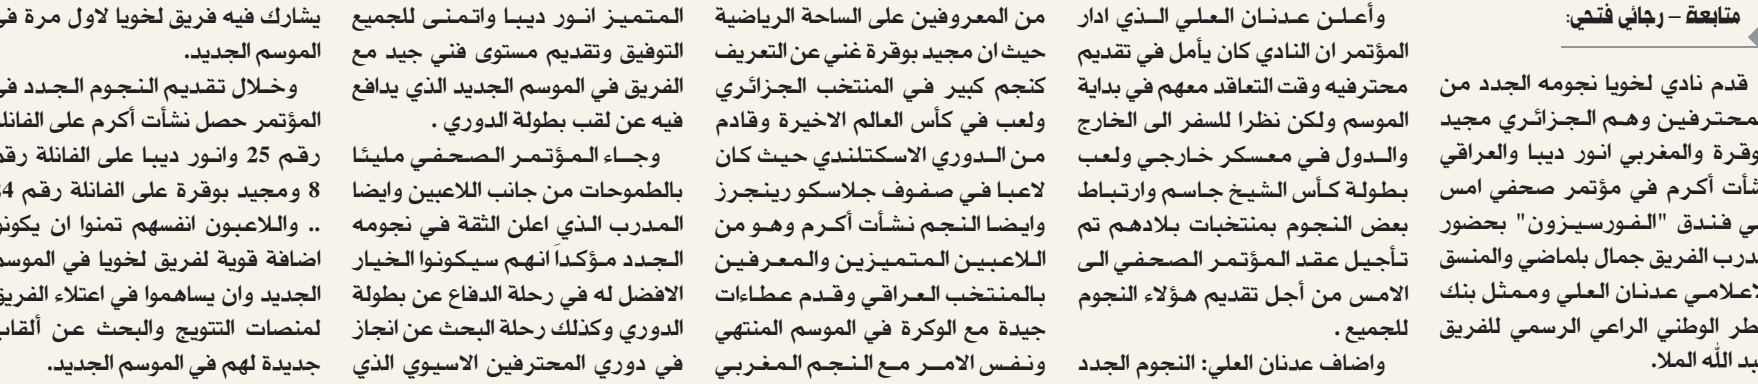 متابعة – رجائي فتحي:
قدم نادي لخويا نجومه الجدد من
المحترفين وهم الجزائري مجيد
بوقرة والمغربي انور ديبا والعراقي
نشأت أكرم في مؤتمر صحفي امس
في فندق "الفورسيزون" بحضور
مدرب الفريق جمال بلماضي والمنسق
الاعلامي عدنان العلي وممثل بنك
قطر الوطني الراعي الرسمي للفريق
عبد الله الملا.
وأعلن عدنان العلي الذي ادار
المؤتمر ان النادي كان يأمل في تقديم
محترفيه وقت التعاقد معهم في بداية
الموسم ولكن نظرا للسفر الى الخارج
والدول في معسكر خارجي ولعب
بطولة كأس الشيخ جاسم وارتباط
بعض النجوم بمنتخبات بلادهم تم
تأجيل عقد المؤتمر الصحفي الى
الامس من أجل تقديم هؤلاء النجوم
للجميع .
واضاف عدنان العلي: النجوم الجدد
من المعروفين على الساحة الرياضية
حيث ان مجيد بوقرة غني عن التعريف
كنجم كبير في المنتخب الجزائري
ولعب في كأس العالم الاخيرة وقادم
من الدوري الاسكتلندي حيث كان
لاعبا في صفوف جلاسكو رينجرز
وايضا النجم نشأت أكرم وهو من
اللاعبين المتميزين والمعرفين
بالمنتخب العراقي وقدم عطاءات
جيدة مع الوكرة في الموسم المنتهي
ونفس الامر مع النجم المغربي
المتميز انور ديبا واتمنى للجميع
التوفيق وتقديم مستوى فني جيد مع
الفريق في الموسم الجديد الذي يدافع
فيه عن لقب بطولة الدوري .
وجاء المؤتمر الصحفي مليئا
بالطموحات من جانب اللاعبين وايضا
المدرب الذي اعلن الثقة في نجومه
الجدد مؤكداً انهم سيكونوا الخيار
الافضل له في رحلة الدفاع عن بطولة
الدوري وكذلك رحلة البحث عن انجاز
في دوري المحترفين الاسيوي الذي
يشارك فيه فريق لخويا لاول مرة في
الموسم الجديد.
وخلال تقديم النجوم الجدد في
المؤتمر حصل نشأت أكرم على الفانلة
رقم 25 وانور ديبا على الفانلة رقم
8 ومجيد بوقرة على الفانلة رقم
.. واللاعبون انفسهم تمنوا ان يكونوا
اضافة قوية لفريق لخويا في الموسم
الجديد وان يساهموا في اعتلاء الفريق
لمنصات التتويج والبحث عن ألقاب
جديدة لهم في الموسم الجديد.